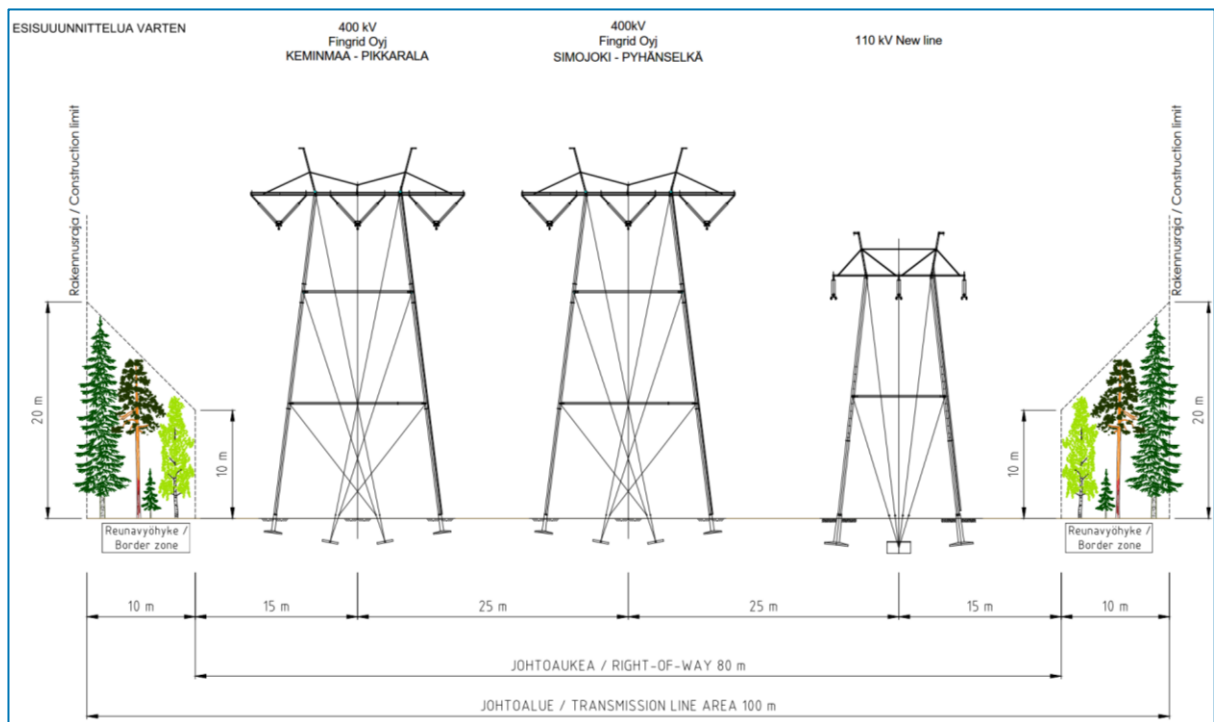 ESISUUNNITTELUA VARTEN
400 kV
Fingrid Oyj
KEMINMAA - PIKKARALA
400kV
Fingrid Oyj
SIMOJOKI - PYHÄNSELKÄ
110 kV New line
Rakennusraja / Construction limit
Rakennusraja / Construction limit
20 m
10 m
10 m
20 m
Reunavyöhyke /
Border zone
Reunavyöhyke /
Border zone
10 m
15 m
25 m
25 m
15 m
10 m
JOHTOAUKEA / RIGHT-OF-WAY 80 m
JOHTOALUE / TRANSMISSION LINE AREA 100 m